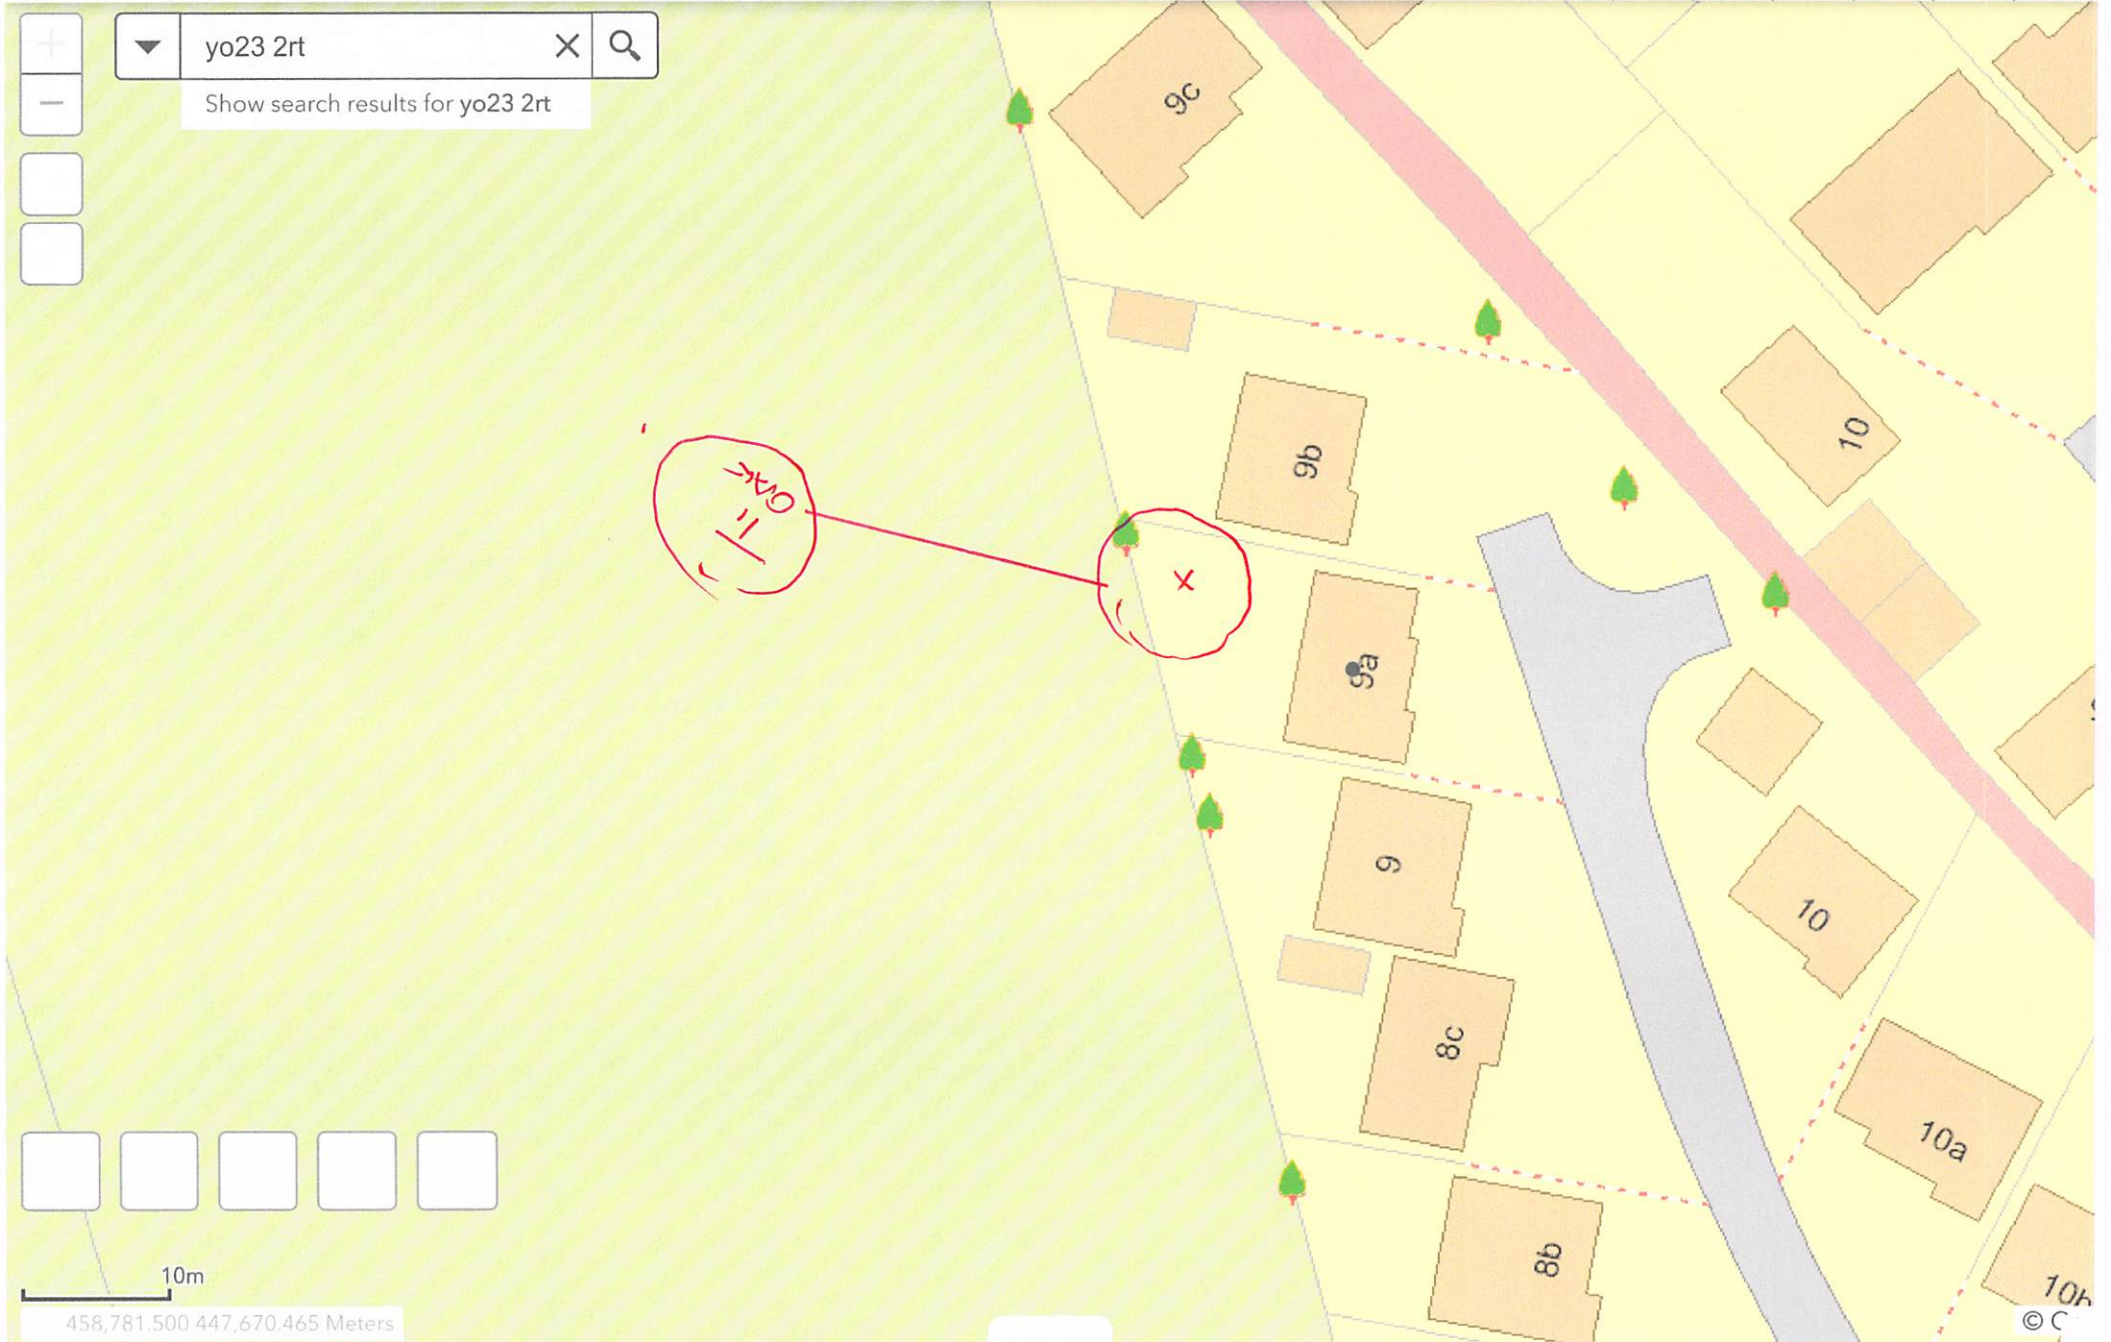 yo23 2rt
Show search results for yo23 2rt
9c
10
9b
OAK
T1
x
9a
9
10
8c
10a
8b
10b
10m
458,781.500 447,670.465 Meters
© C